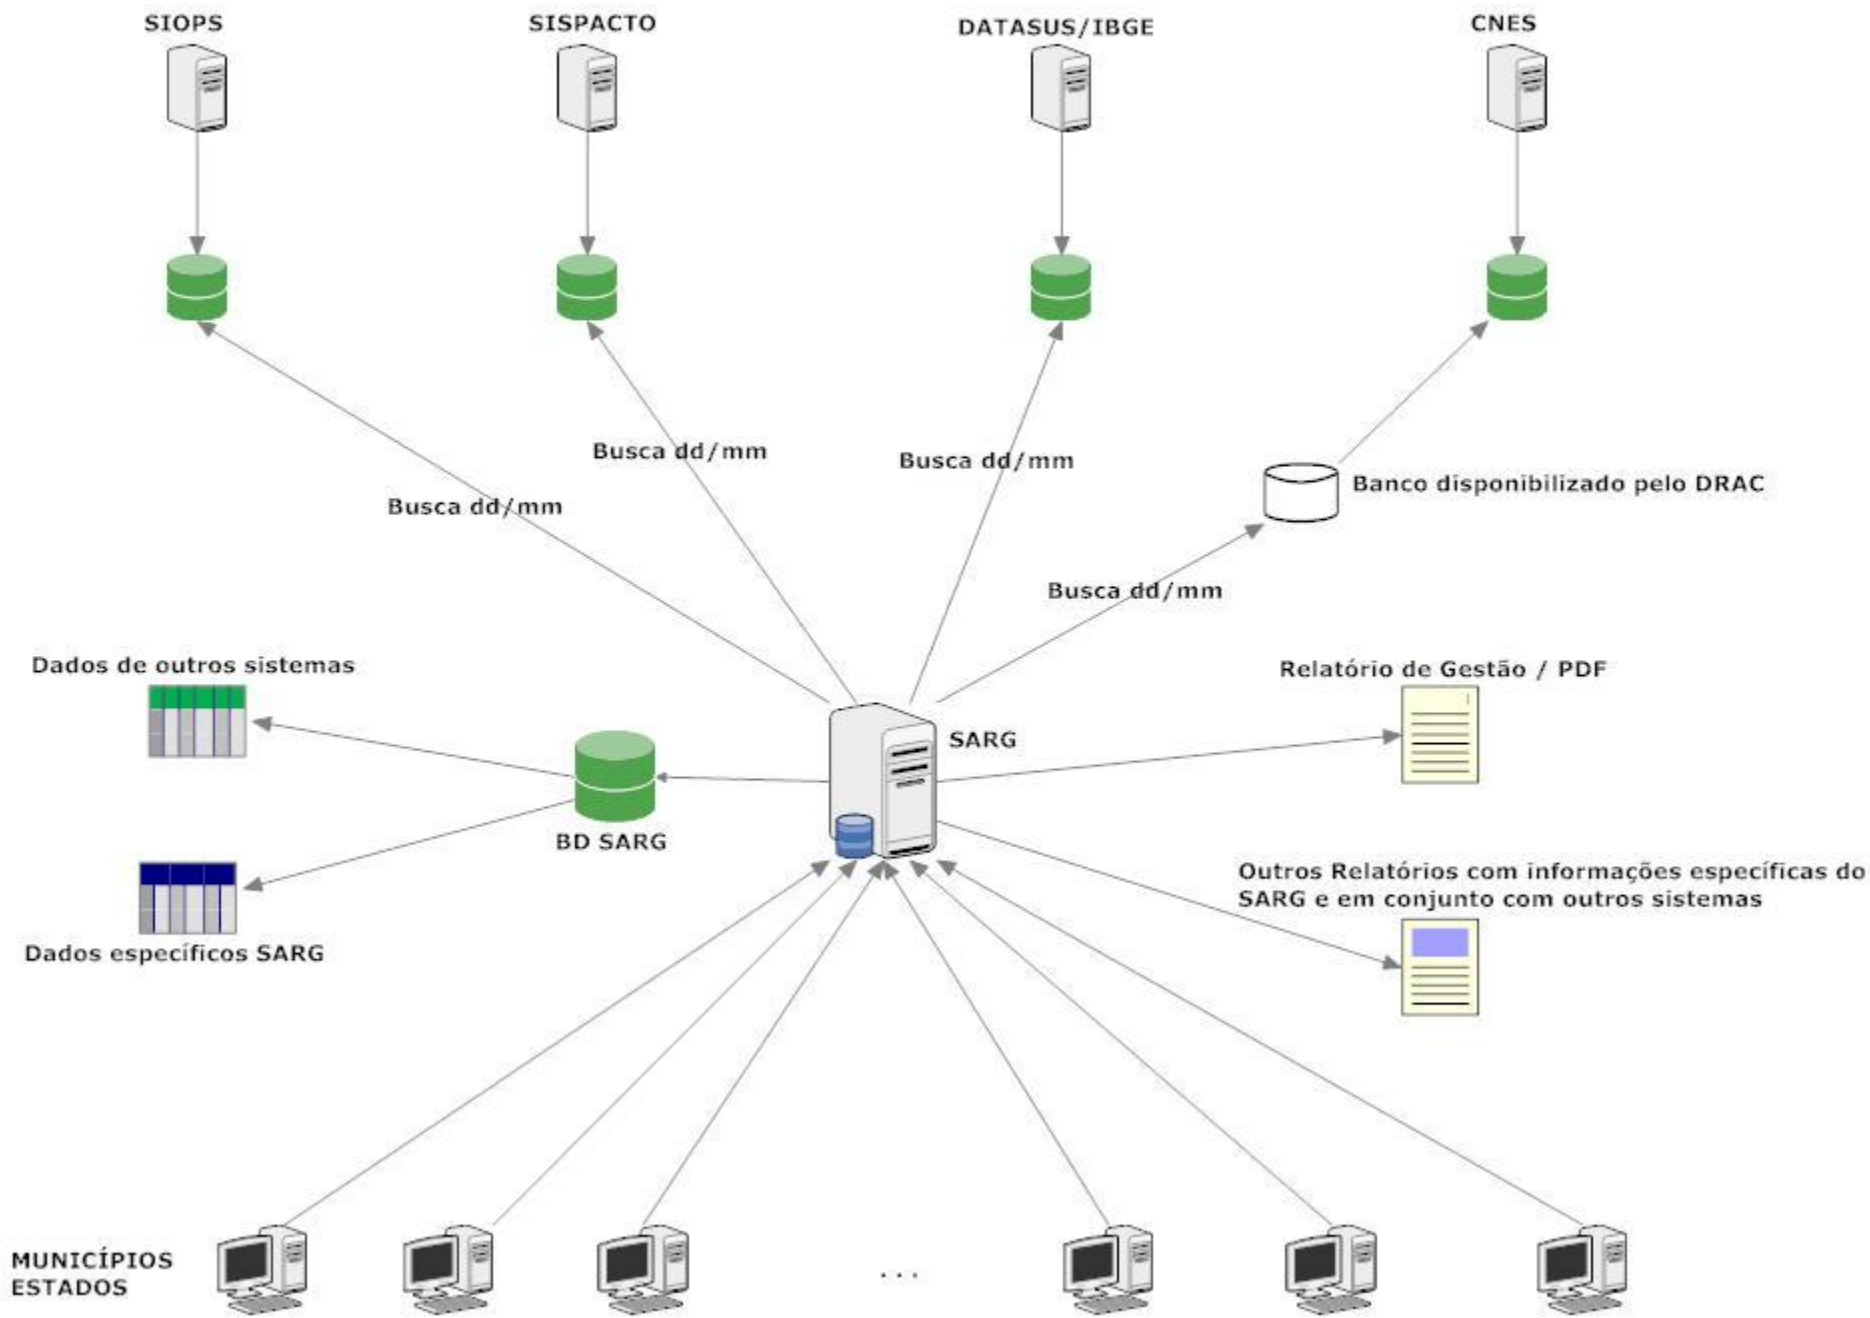 SIOPS
SISPACTO
DATASUS/IBGE
CNES
Busca dd/mm
Busca dd/mm
Busca dd/mm
Banco disponibilizado pelo DRAC
Busca dd/mm
Dados de outros sistemas
Relatório de Gestão / PDF
SARG
BD SARG
Outros Relatórios com informações específicas do
SARG e em conjunto com outros sistemas
Dados específicos SARG
MUNICÍPIOS
ESTADOS
...